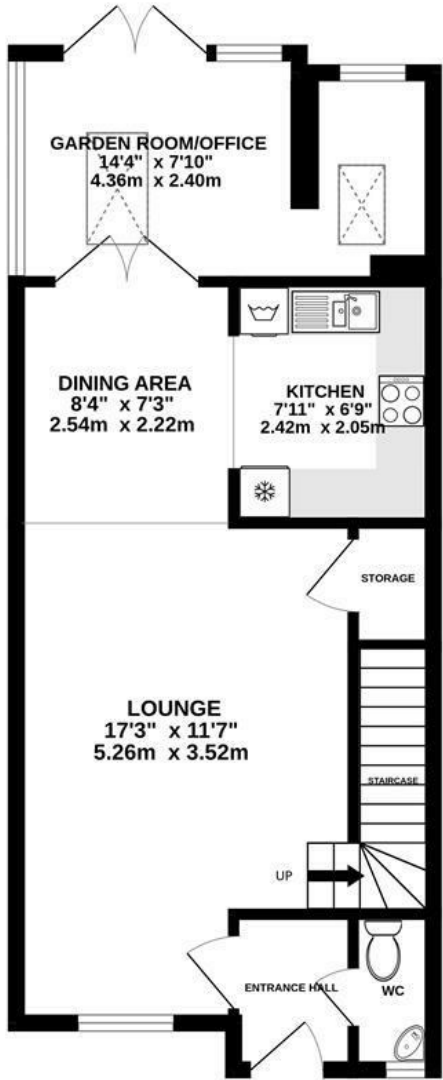 GARDEN ROOM/OFFICE
14'4" x 7'10"
4.36m x 2.40m
DINING AREA
8'4" x 7'3"
2.54m x 2.22m
KITCHEN
7'11" x 6'9"
2.42m x 2.05m
STORAGE
LOUNGE
17'3" x 11'7"
5.26m x 3.52m
STAIRCASE
UP
ENTRANCE HALL
WC